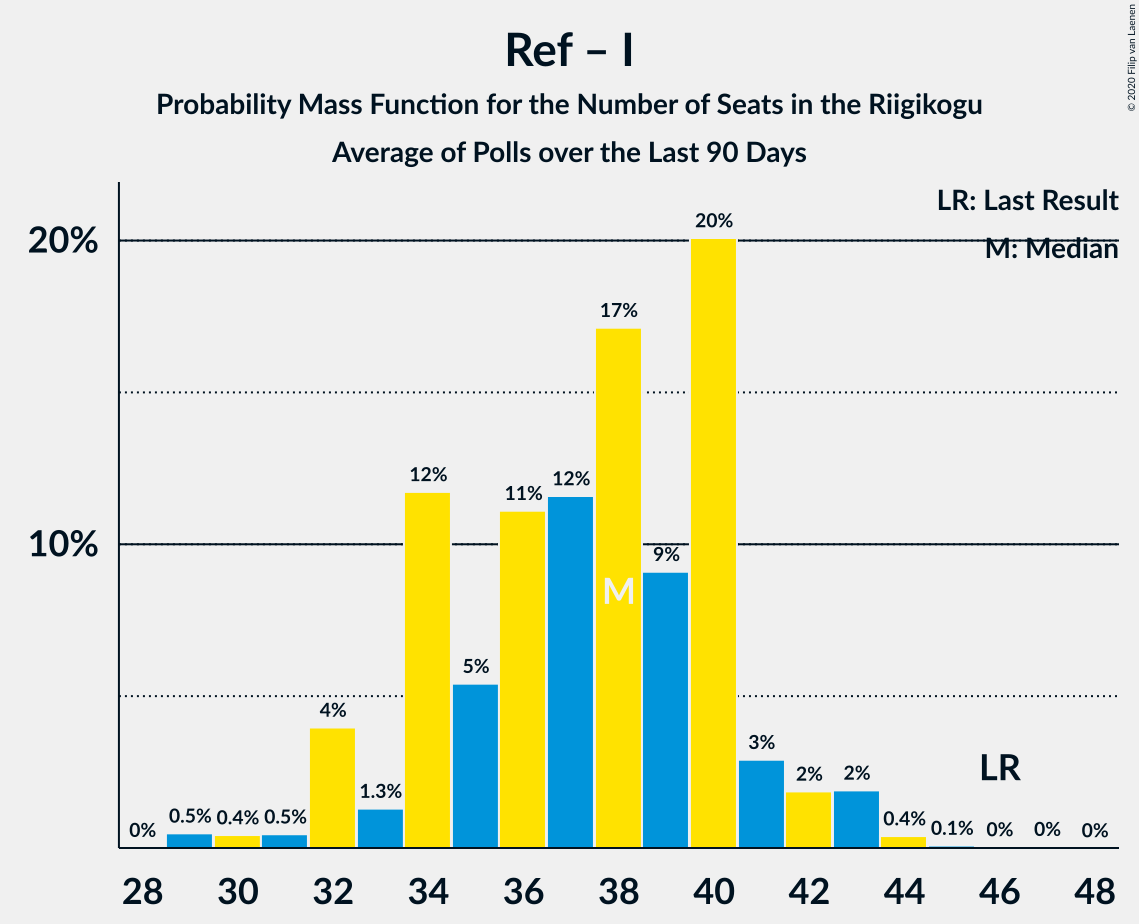 © 2020 Filip van Laenen
Ref – I
Probability Mass Function for the Number of Seats in the Riigikogu
Average of Polls over the Last 90 Days
LR: Last Result
M: Median
20%
10%
0%
0.5%
0.4%
0.5%
4%
1.3%
12%
5%
11%
12%
17%
9%
20%
3%
2%
2%
0.4%
0.1%
0%
0%
0%
M
LR
28 30 32 34 36 38 40 42 44 46 48